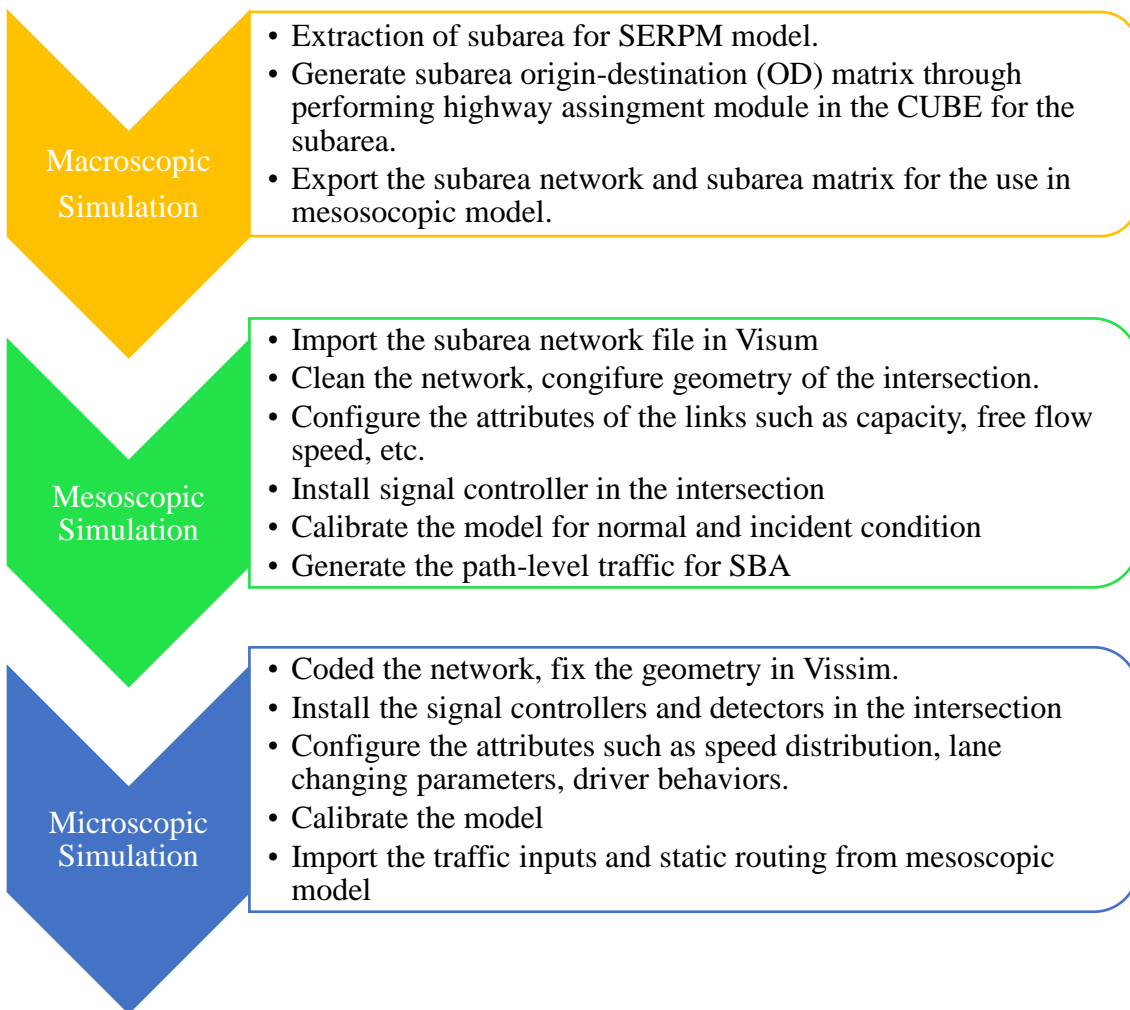 Macroscopic
Simulation
• Extraction of subarea for SERPM model.
• Generate subarea origin-destination (OD) matrix through
performing highway assingment module in the CUBE for the
subarea.
• Export the subarea network and subarea matrix for the use in
mesosocopic model.
Mesoscopic
Simulation
• Import the subarea network file in Visum
• Clean the network, congifure geometry of the intersection.
• Configure the attributes of the links such as capacity, free flow
speed, etc.
• Install signal controller in the intersection
• Calibrate the model for normal and incident condition
• Generate the path-level traffic for SBA
Microscopic
Simulation
• Coded the network, fix the geometry in Vissim.
• Install the signal controllers and detectors in the intersection
• Configure the attributes such as speed distribution, lane
changing parameters, driver behaviors.
• Calibrate the model
• Import the traffic inputs and static routing from mesoscopic
model